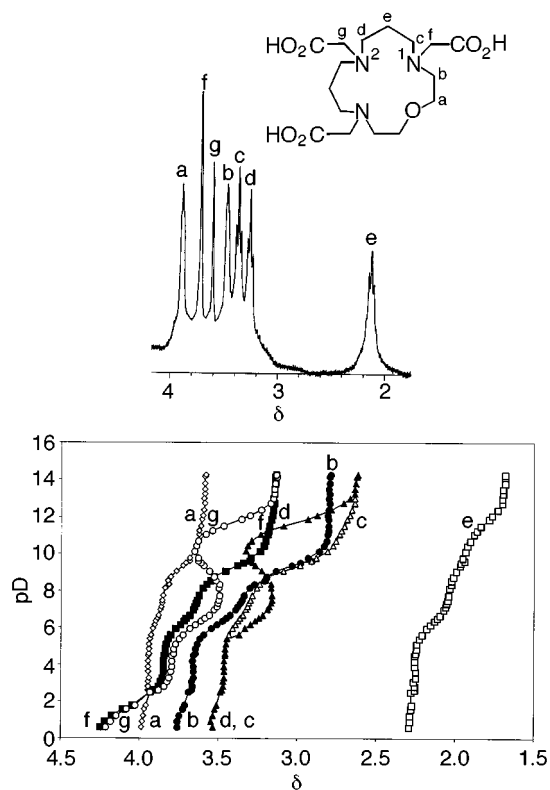 g d e c f
HO₂C N 2 1 N CO₂H
b
a
N O
HO₂C
f
a g b c d
e
4 3 2
δ
16
14
12
10
8
6
4
2
0
pD
b
a g f d c e
f g a b d, c
4.5 4.0 3.5 3.0 2.5 2.0 1.5
δ